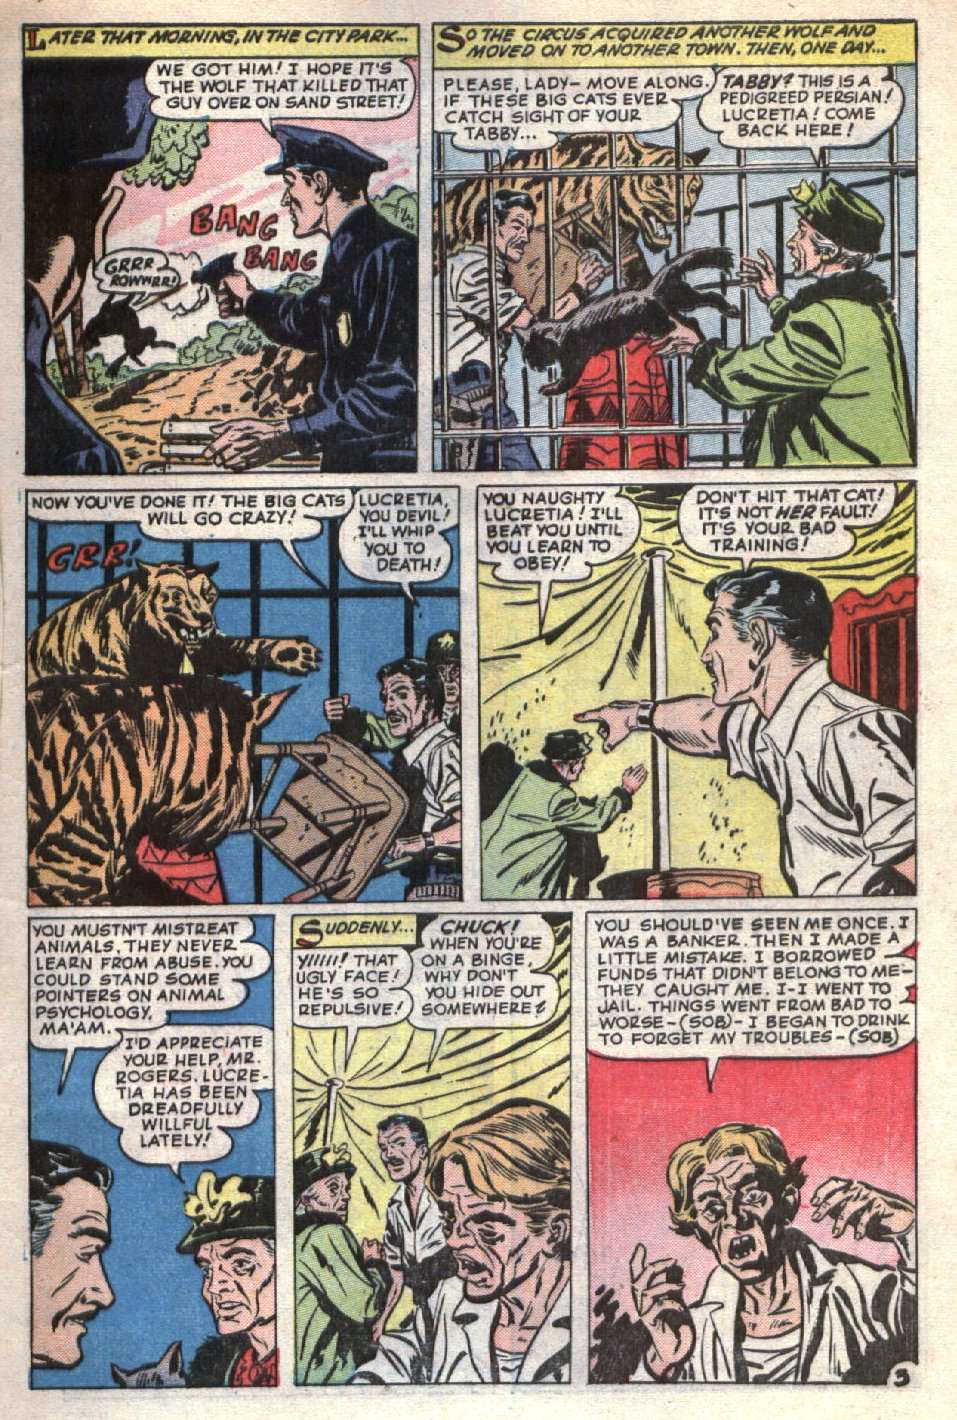 LATER THAT MORNING, IN THE CITY PARK...
WE GOT HIM! I HOPE IT'S
THE WOLF THAT KILLED THAT
GUY OVER ON SAND STREET!
BANG
BANG
GRRR
ROWWRR!
SO THE CIRCUS ACQUIRED ANOTHER WOLF AND
MOVED ON TO ANOTHER TOWN. THEN, ONE DAY...
PLEASE, LADY- MOVE ALONG.
IF THESE BIG CATS EVER
CATCH SIGHT OF YOUR
TABBY...
TABBY? THIS IS A
PEDIGREED PERSIAN!
LUCRETIA! COME
BACK HERE!
NOW YOU'VE DONE IT! THE BIG CATS
WILL GO CRAZY!
LUCRETIA,
YOU DEVIL!
I'LL WHIP
YOU TO
DEATH!
GRR!
YOU NAUGHTY
LUCRETIA! I'LL
BEAT YOU UNTIL
YOU LEARN TO
OBEY!
DON'T HIT THAT CAT!
IT'S NOT HER FAULT!
IT'S YOUR BAD
TRAINING!
YOU MUSTN'T MISTREAT
ANIMALS. THEY NEVER
LEARN FROM ABUSE. YOU
COULD STAND SOME
POINTERS ON ANIMAL
PSYCHOLOGY,
MA'AM.
I'D APPRECIATE
YOUR HELP, MR.
ROGERS. LUCRE-
TIA HAS BEEN
DREADFULLY
WILLFUL
LATELY!
SUDDENLY...
YIIIII! THAT
UGLY FACE!
HE'S SO
REPULSIVE!
CHUCK!
WHEN YOU'RE
ON A BINGE,
WHY DON'T
YOU HIDE OUT
SOMEWHERE?
YOU SHOULD'VE SEEN ME ONCE. I
WAS A BANKER. THEN I MADE A
LITTLE MISTAKE. I BORROWED
FUNDS THAT DIDN'T BELONG TO ME-
THEY CAUGHT ME. I-I WENT TO
JAIL. THINGS WENT FROM BAD TO
WORSE-(SOB)-I BEGAN TO DRINK
TO FORGET MY TROUBLES-(SOB)
3